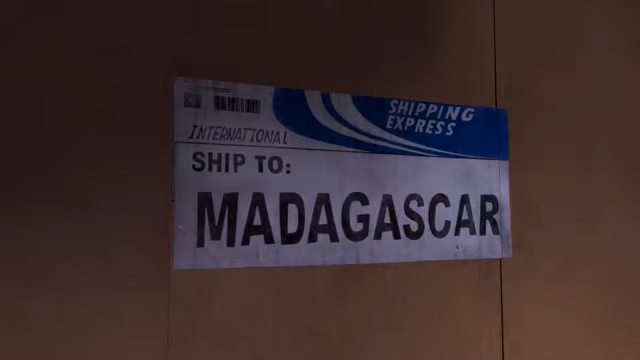 SHIPPING
EXPRESS
INTERNATIONAL
SHIP TO:
MADAGASCAR